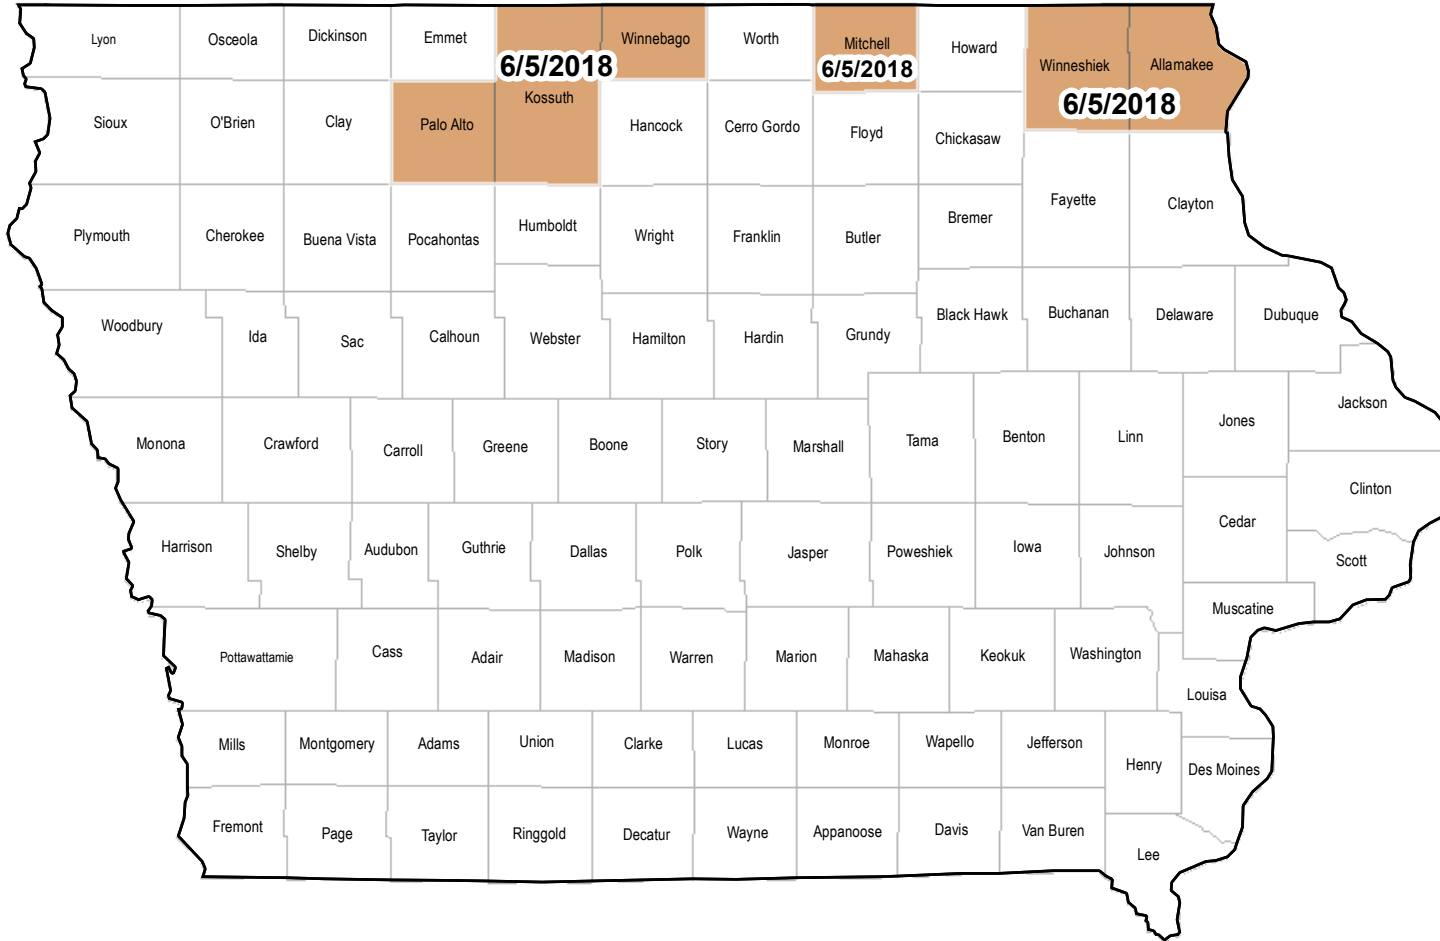 Lyon
Osceola
Dickinson
Emmet
Winnebago
Worth
Mitchell
Howard
Winneshiek
Allamakee
6/5/2018
6/5/2018
6/5/2018
Kossuth
Sioux
O'Brien
Clay
Palo Alto
Hancock
Cerro Gordo
Floyd
Chickasaw
Plymouth
Cherokee
Buena Vista
Pocahontas
Humboldt
Wright
Franklin
Butler
Bremer
Fayette
Clayton
Woodbury
Ida
Sac
Calhoun
Webster
Hamilton
Hardin
Grundy
Black Hawk
Buchanan
Delaware
Dubuque
Monona
Crawford
Carroll
Greene
Boone
Story
Marshall
Tama
Benton
Linn
Jones
Jackson
Clinton
Harrison
Shelby
Audubon
Guthrie
Dallas
Polk
Jasper
Poweshiek
Iowa
Johnson
Cedar
Scott
Muscatine
Pottawattamie
Cass
Adair
Madison
Warren
Marion
Mahaska
Keokuk
Washington
Louisa
Mills
Montgomery
Adams
Union
Clarke
Lucas
Monroe
Wapello
Jefferson
Henry
Des Moines
Fremont
Page
Taylor
Ringgold
Decatur
Wayne
Appanoose
Davis
Van Buren
Lee